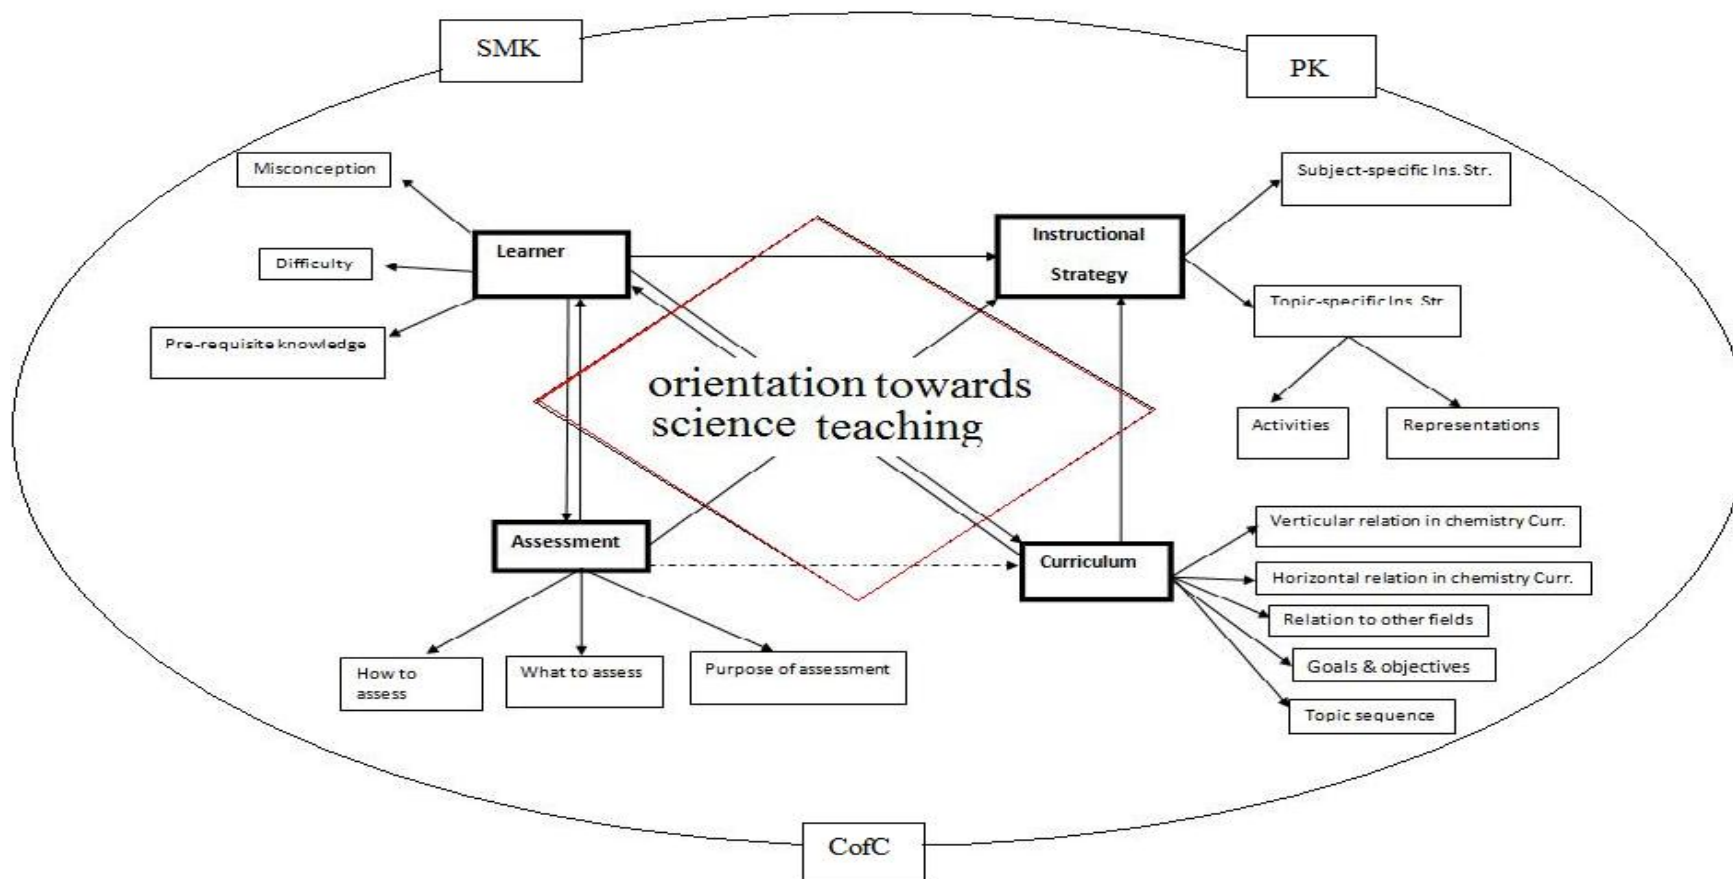 SMK
PK
Misconception
Subject-specific Ins. Str.
Learner
Instructional
Strategy
Difficulty
Topic-specific Ins. Str
Pre-requisite knowledge
orientation towards
science teaching
Activities
Representations
Assessment
Curriculum
Verticular relation in chemistry Curr.
Horizontal relation in chemistry Curr.
Relation to other fields
Goals & objectives
Topic sequence
How to
assess
What to assess
Purpose of assessment
CofC